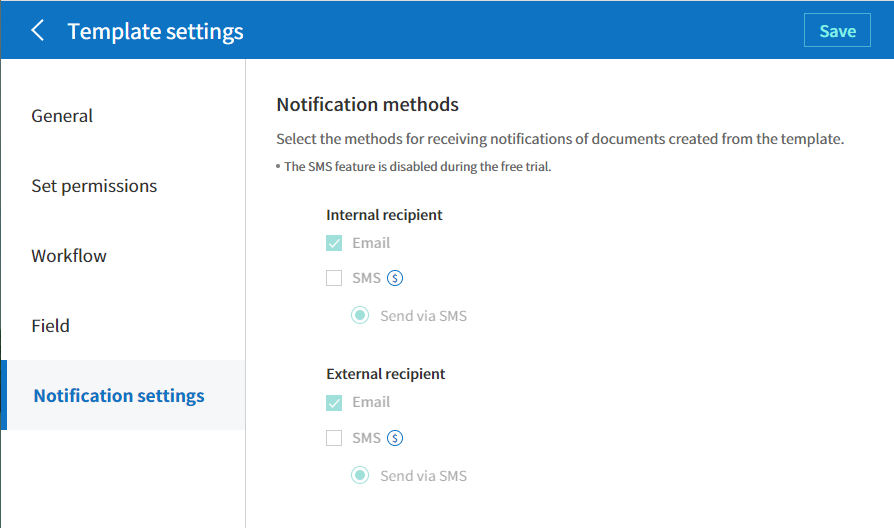 Template settings
Save
General
Set permissions
Workflow
Field
Notification settings
Notification methods
Select the methods for receiving notifications of documents created from the template.
• The SMS feature is disabled during the free trial.
Internal recipient
Email
SMS $
Send via SMS
External recipient
Email
SMS $
Send via SMS